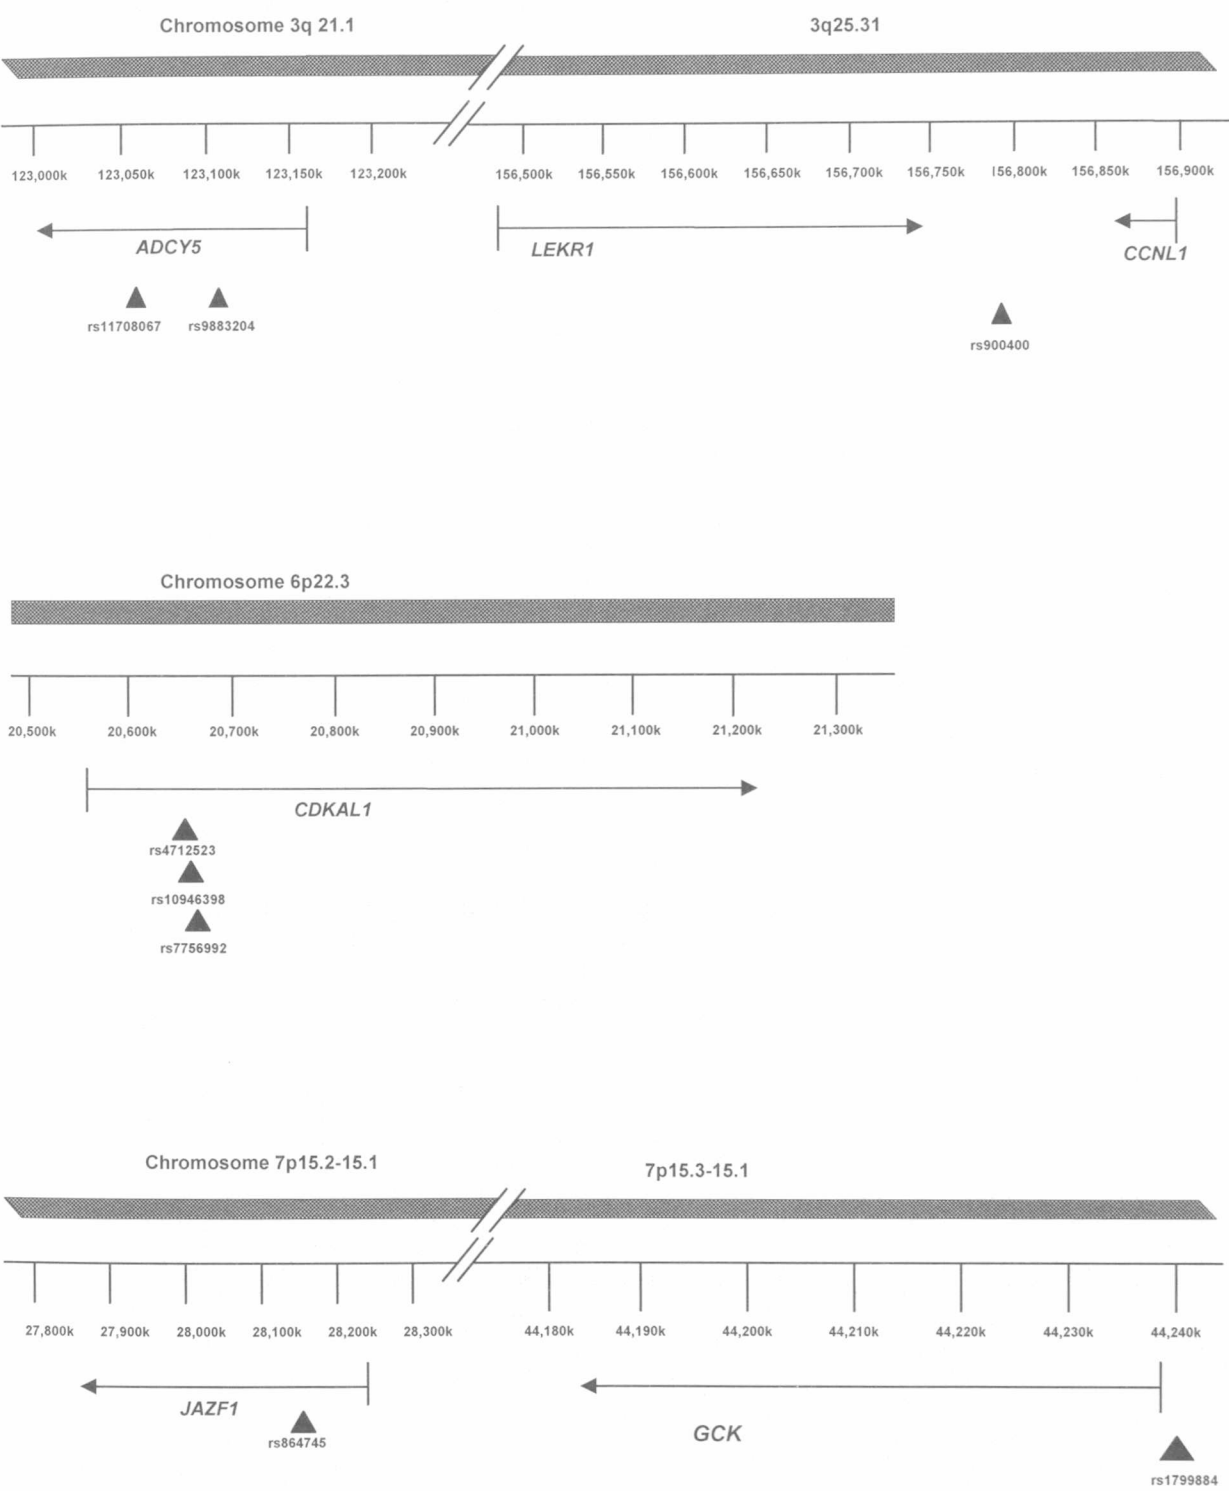 Chromosome 3q 21.1 3q25.31
123,000k 123,050k 123,100k 123,150k 123,200k 156,500k 156,550k 156,600k 156,650k 156,700k 156,750k 156,800k 156,850k 156,900k
ADCY5 LEKR1 CCNL1
rs11708067 rs9883204 rs900400
Chromosome 6p22.3
20,500k 20,600k 20,700k 20,800k 20,900k 21,000k 21,100k 21,200k 21,300k
CDKAL1
rs4712523
rs10946398
rs7756992
Chromosome 7p15.2-15.1 7p15.3-15.1
27,800k 27,900k 28,000k 28,100k 28,200k 28,300k 44,180k 44,190k 44,200k 44,210k 44,220k 44,230k 44,240k
JAZF1 GCK
rs864745 rs1799884